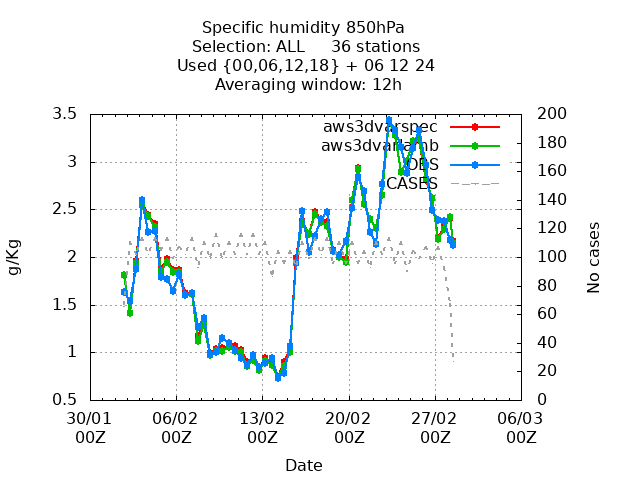 Specific humidity 850hPa
Selection: ALL 36 stations
Used {00,06,12,18} + 06 12 24
Averaging window: 12h
aws3dvarspec
aws3dvarlamb
OBS
CASES
3.5
3
2.5
2
1.5
1
0.5
g/Kg
200
180
160
140
120
100
80
60
40
20
0
No cases
30/01 06/02 13/02 20/02 27/02 06/03
00Z 00Z 00Z 00Z 00Z 00Z
Date